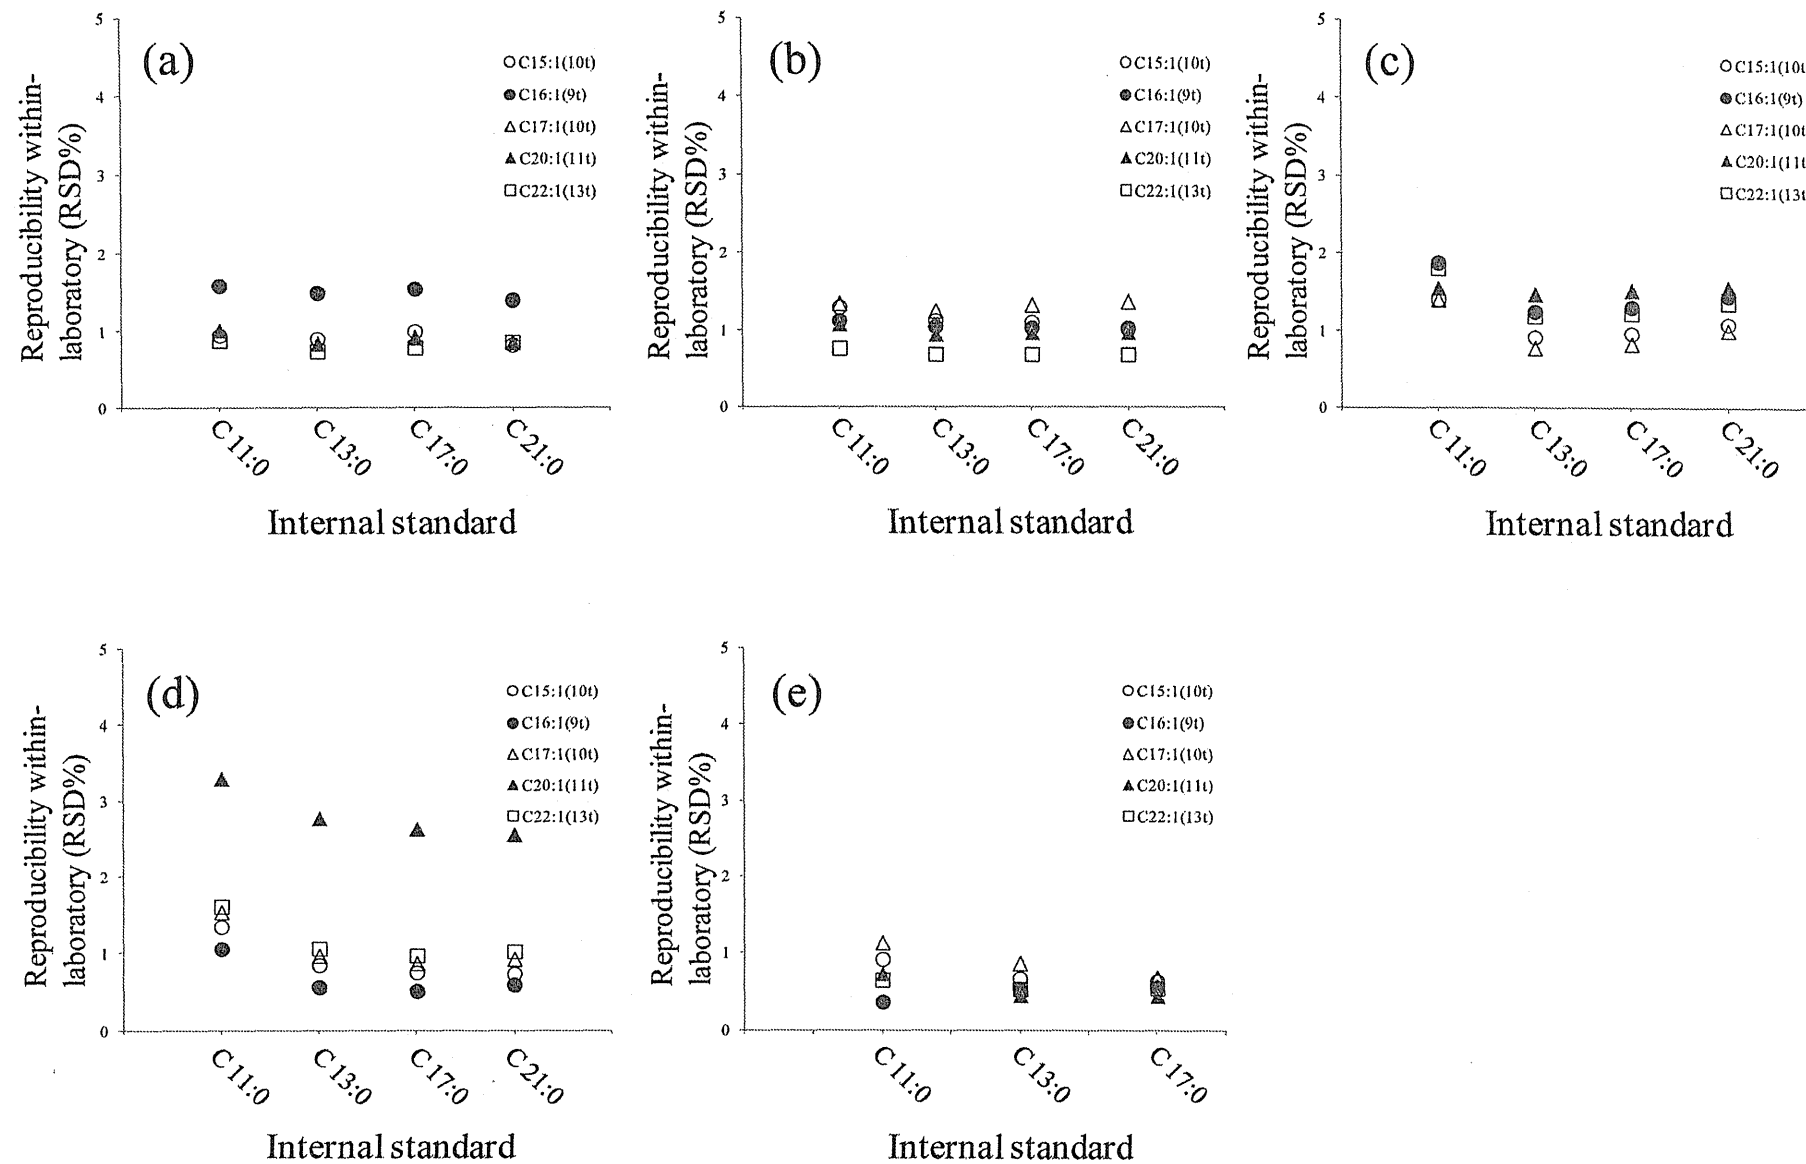 (a)
Reproducibility within-
laboratory (RSD%)
5
4
3
2
1
0
C15:1(10t)
C16:1(9t)
C17:1(10t)
C20:1(11t)
C22:1(13t)
C11:0
C13:0
C17:0
C21:0
Internal standard
(b)
Reproducibility within-
laboratory (RSD%)
5
4
3
2
1
0
C15:1(10t)
C16:1(9t)
C17:1(10t)
C20:1(11t)
C22:1(13t)
C11:0
C13:0
C17:0
C21:0
Internal standard
(c)
Reproducibility within-
laboratory (RSD%)
5
4
3
2
1
0
C15:1(10t
C16:1(9t)
C17:1(10t
C20:1(11t
C22:1(13t
C11:0
C13:0
C17:0
C21:0
Internal standard
(d)
Reproducibility within-
laboratory (RSD%)
5
4
3
2
1
0
C15:1(10t)
C16:1(9t)
C17:1(10t)
C20:1(11t)
C22:1(13t)
C11:0
C13:0
C17:0
C21:0
Internal standard
(e)
Reproducibility within-
laboratory (RSD%)
5
4
3
2
1
0
C15:1(10t)
C16:1(9t)
C17:1(10t)
C20:1(11t)
C22:1(13t)
C11:0
C13:0
C17:0
Internal standard